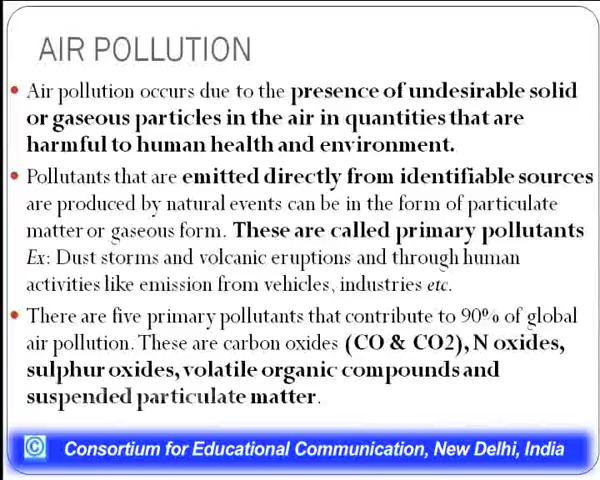 AIR POLLUTION
• Air pollution occurs due to the presence of undesirable solid
or gaseous particles in the air in quantities that are
harmful to human health and environment.
• Pollutants that are emitted directly from identifiable sources
are produced by natural events can be in the form of particulate
matter or gaseous form. These are called primary pollutants
Ex: Dust storms and volcanic eruptions and through human
activities like emission from vehicles, industries etc.
• There are five primary pollutants that contribute to 90% of global
air pollution. These are carbon oxides (CO & CO2), N oxides,
sulphur oxides, volatile organic compounds and
suspended particulate matter.
© Consortium for Educational Communication, New Delhi, India